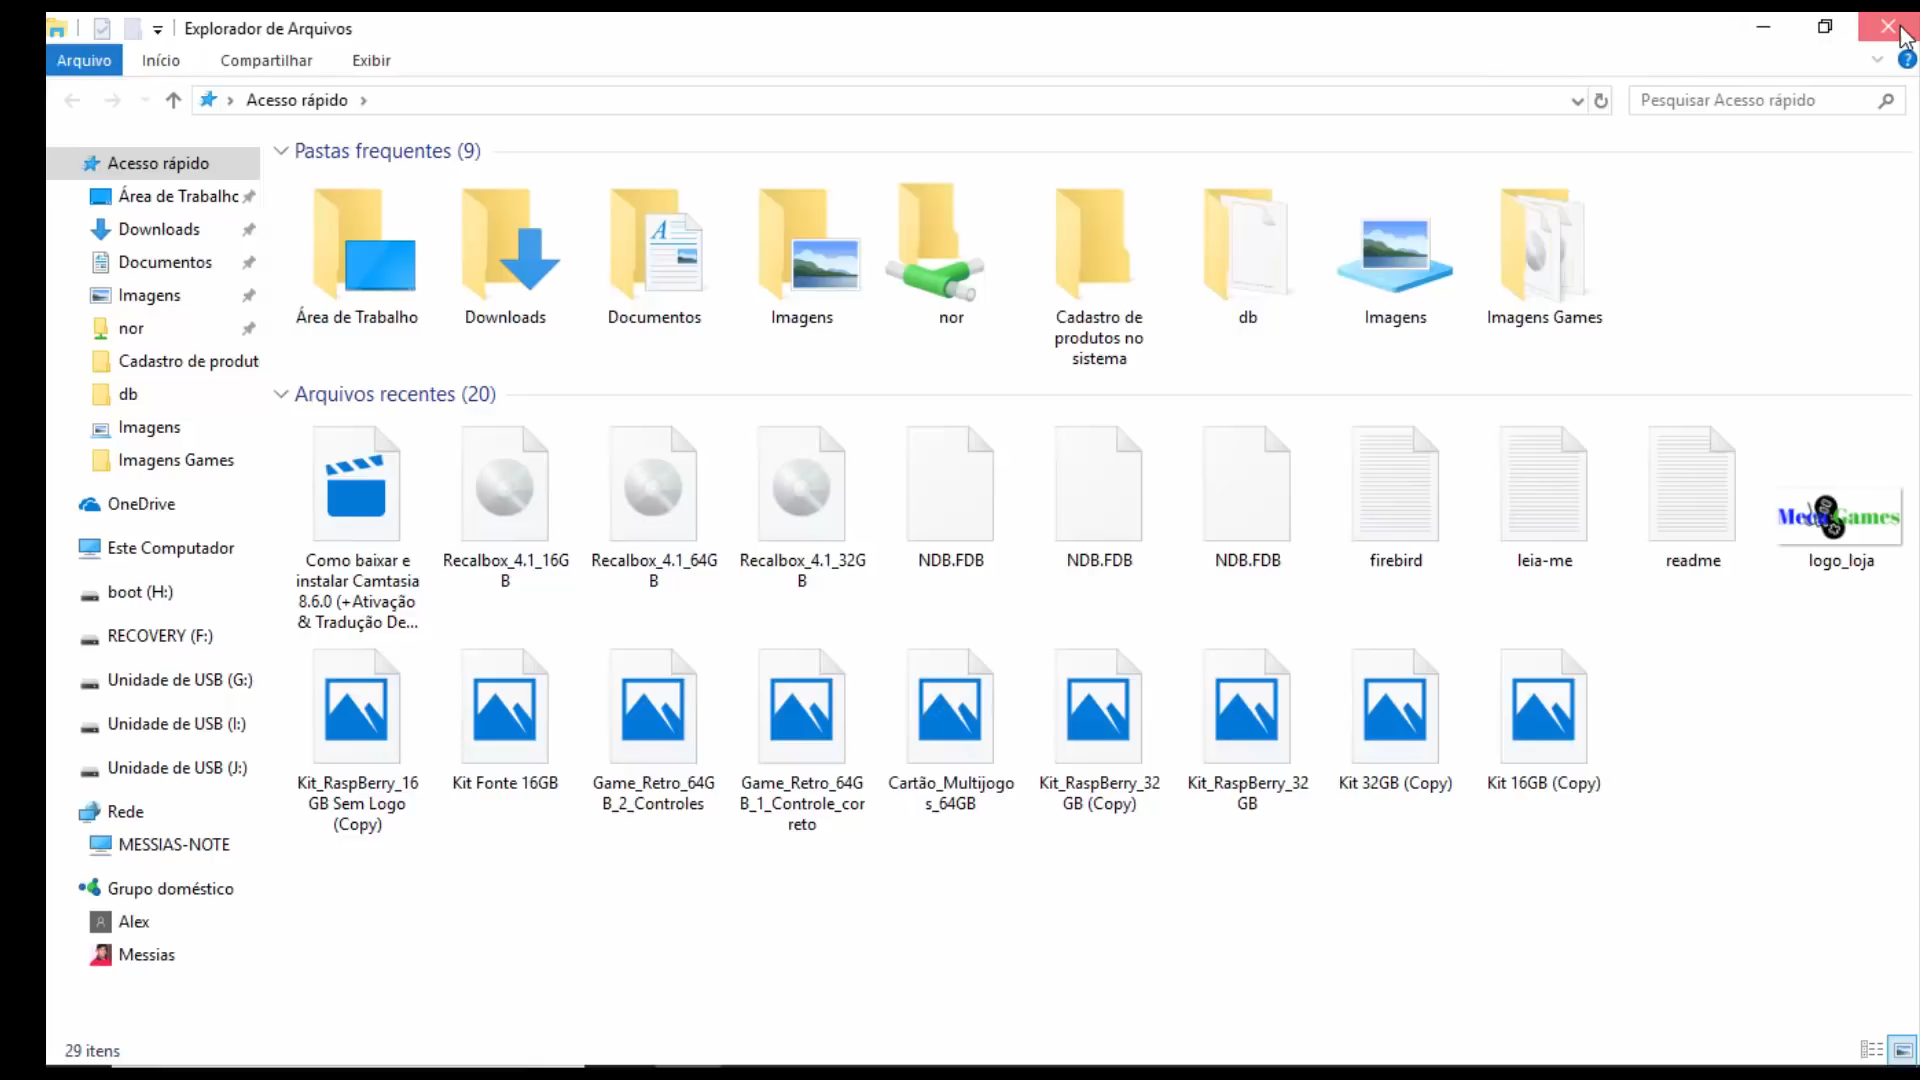 Explorador de Arquivos
Arquivo
Início
Compartilhar
Exibir
Acesso rápido
Pesquisar Acesso rápido
Acesso rápido
Área de Trabalhc
Downloads
Documentos
Imagens
nor
Cadastro de produt
db
Imagens
Imagens Games
OneDrive
Este Computador
boot (H:)
RECOVERY (F:)
Unidade de USB (G:)
Unidade de USB (I:)
Unidade de USB (J:)
Rede
MESSIAS-NOTE
Grupo doméstico
Alex
Messias
Pastas frequentes (9)
Área de Trabalho
Downloads
Documentos
Imagens
nor
Cadastro de
produtos no
sistema
db
Imagens
Imagens Games
Arquivos recentes (20)
Como baixar e
instalar Camtasia
8.6.0 (+Ativação
& Tradução De...
Recalbox_4.1_16G
B
Recalbox_4.1_64G
B
Recalbox_4.1_32G
B
NDB.FDB
NDB.FDB
NDB.FDB
firebird
leia-me
readme
logo_loja
Kit_RaspBerry_16
GB Sem Logo
(Copy)
Kit Fonte 16GB
Game_Retro_64G
B_2_Controles
Game_Retro_64G
B_1_Controle_cor
reto
Cartão_Multijogo
s_64GB
Kit_RaspBerry_32
GB (Copy)
Kit_RaspBerry_32
GB
Kit 32GB (Copy)
Kit 16GB (Copy)
29 itens